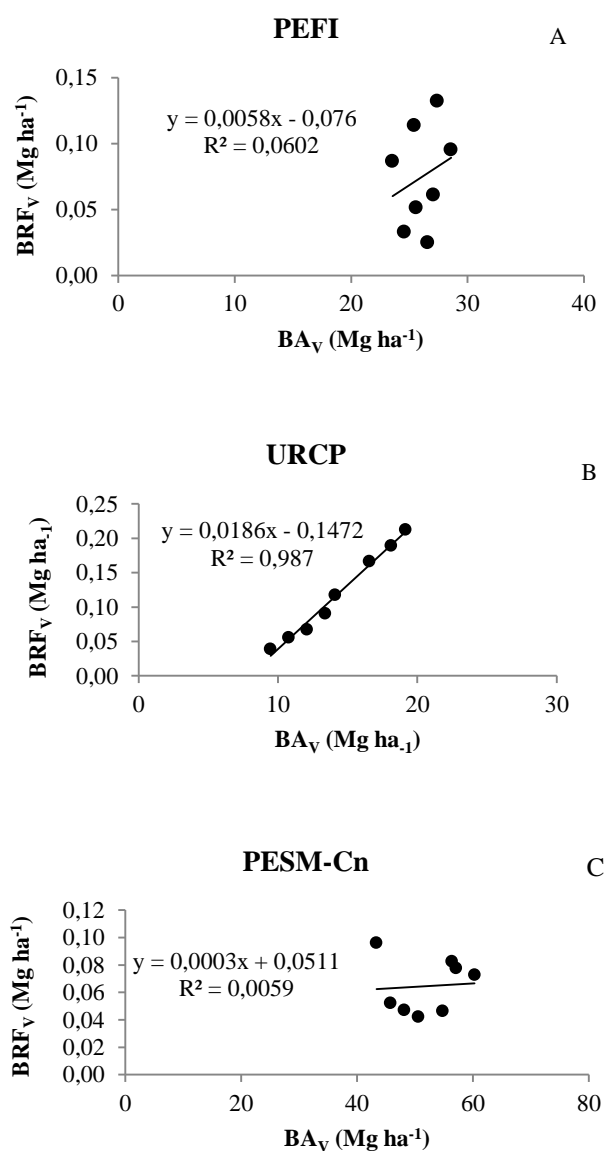 PEFI
A
0,15
0,10
0,05
0,00
BRFV (Mg ha-1)
y = 0,0058x - 0,076
R² = 0,0602
0 10 20 30 40
BAV (Mg ha-1)
URCP
B
0,25
0,20
0,15
0,10
0,05
0,00
BRFV (Mg ha-1)
y = 0,0186x - 0,1472
R² = 0,987
0 10 20 30
BAV (Mg ha-1)
PESM-Cn
C
0,12
0,10
0,08
0,06
0,04
0,02
0,00
BRFV (Mg ha-1)
y = 0,0003x + 0,0511
R² = 0,0059
0 20 40 60 80
BAV (Mg ha-1)